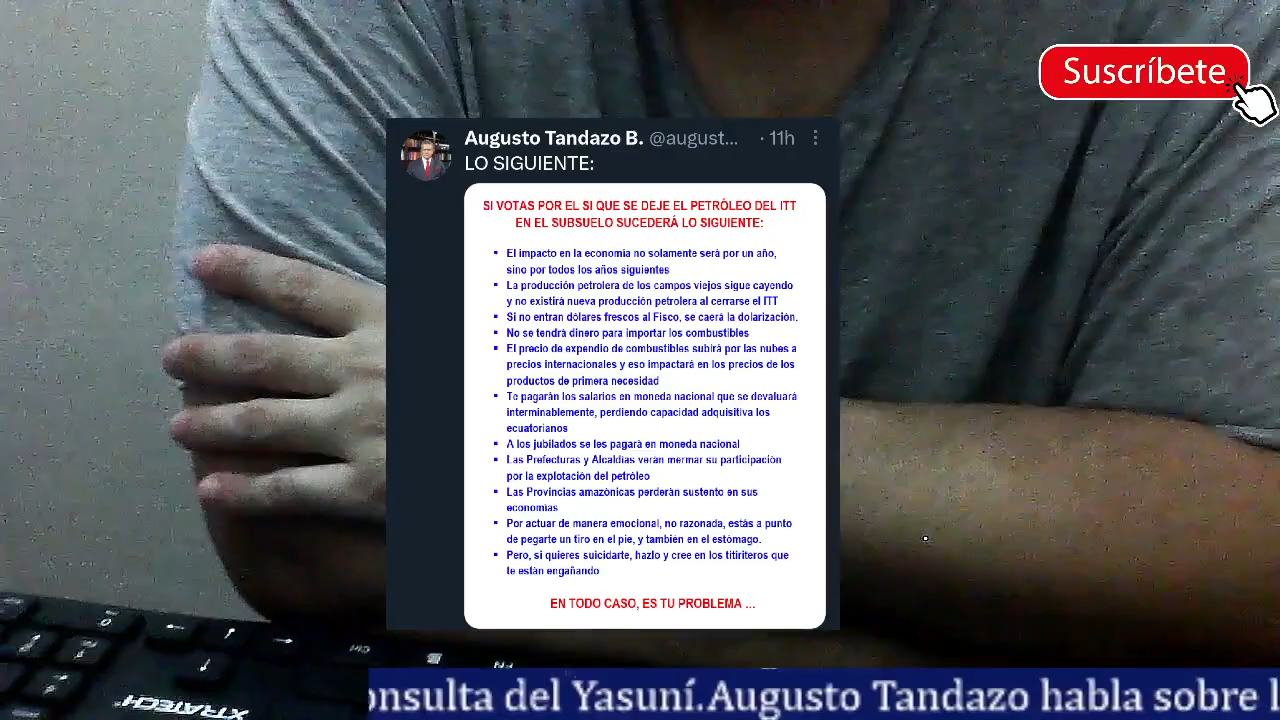 Suscríbete
Augusto Tandazo B. @august... · 11h
LO SIGUIENTE:
SI VOTAS POR EL SI QUE SE DEJE EL PETRÓLEO DEL ITT
EN EL SUBSUELO SUCEDERÁ LO SIGUIENTE:
▪ El impacto en la economía no solamente será por un año,
sino por todos los años siguientes
▪ La producción petrolera de los campos viejos sigue cayendo
y no existirá nueva producción petrolera al cerrarse el ITT
▪ Si no entran dólares frescos al Fisco, se caerá la dolarización.
▪ No se tendrá dinero para importar los combustibles
▪ El precio de expendio de combustibles subirá por las nubes a
precios internacionales y eso impactará en los precios de los
productos de primera necesidad
▪ Te pagarán los salarios en moneda nacional que se devaluará
interminablemente, perdiendo capacidad adquisitiva los
ecuatorianos
▪ A los jubilados se les pagará en moneda nacional
▪ Las Prefecturas y Alcaldías verán mermar su participación
por la explotación del petróleo
▪ Las Provincias amazónicas perderán sustento en sus
economías
▪ Por actuar de manera emocional, no razonada, estás a punto
de pegarte un tiro en el pie, y también en el estómago.
▪ Pero, si quieres suicidarte, hazlo y cree en los titiriteros que
te están engañando
EN TODO CASO, ES TU PROBLEMA ...
XTRATECH
onsulta del Yasuní.Augusto Tandazo habla sobre l